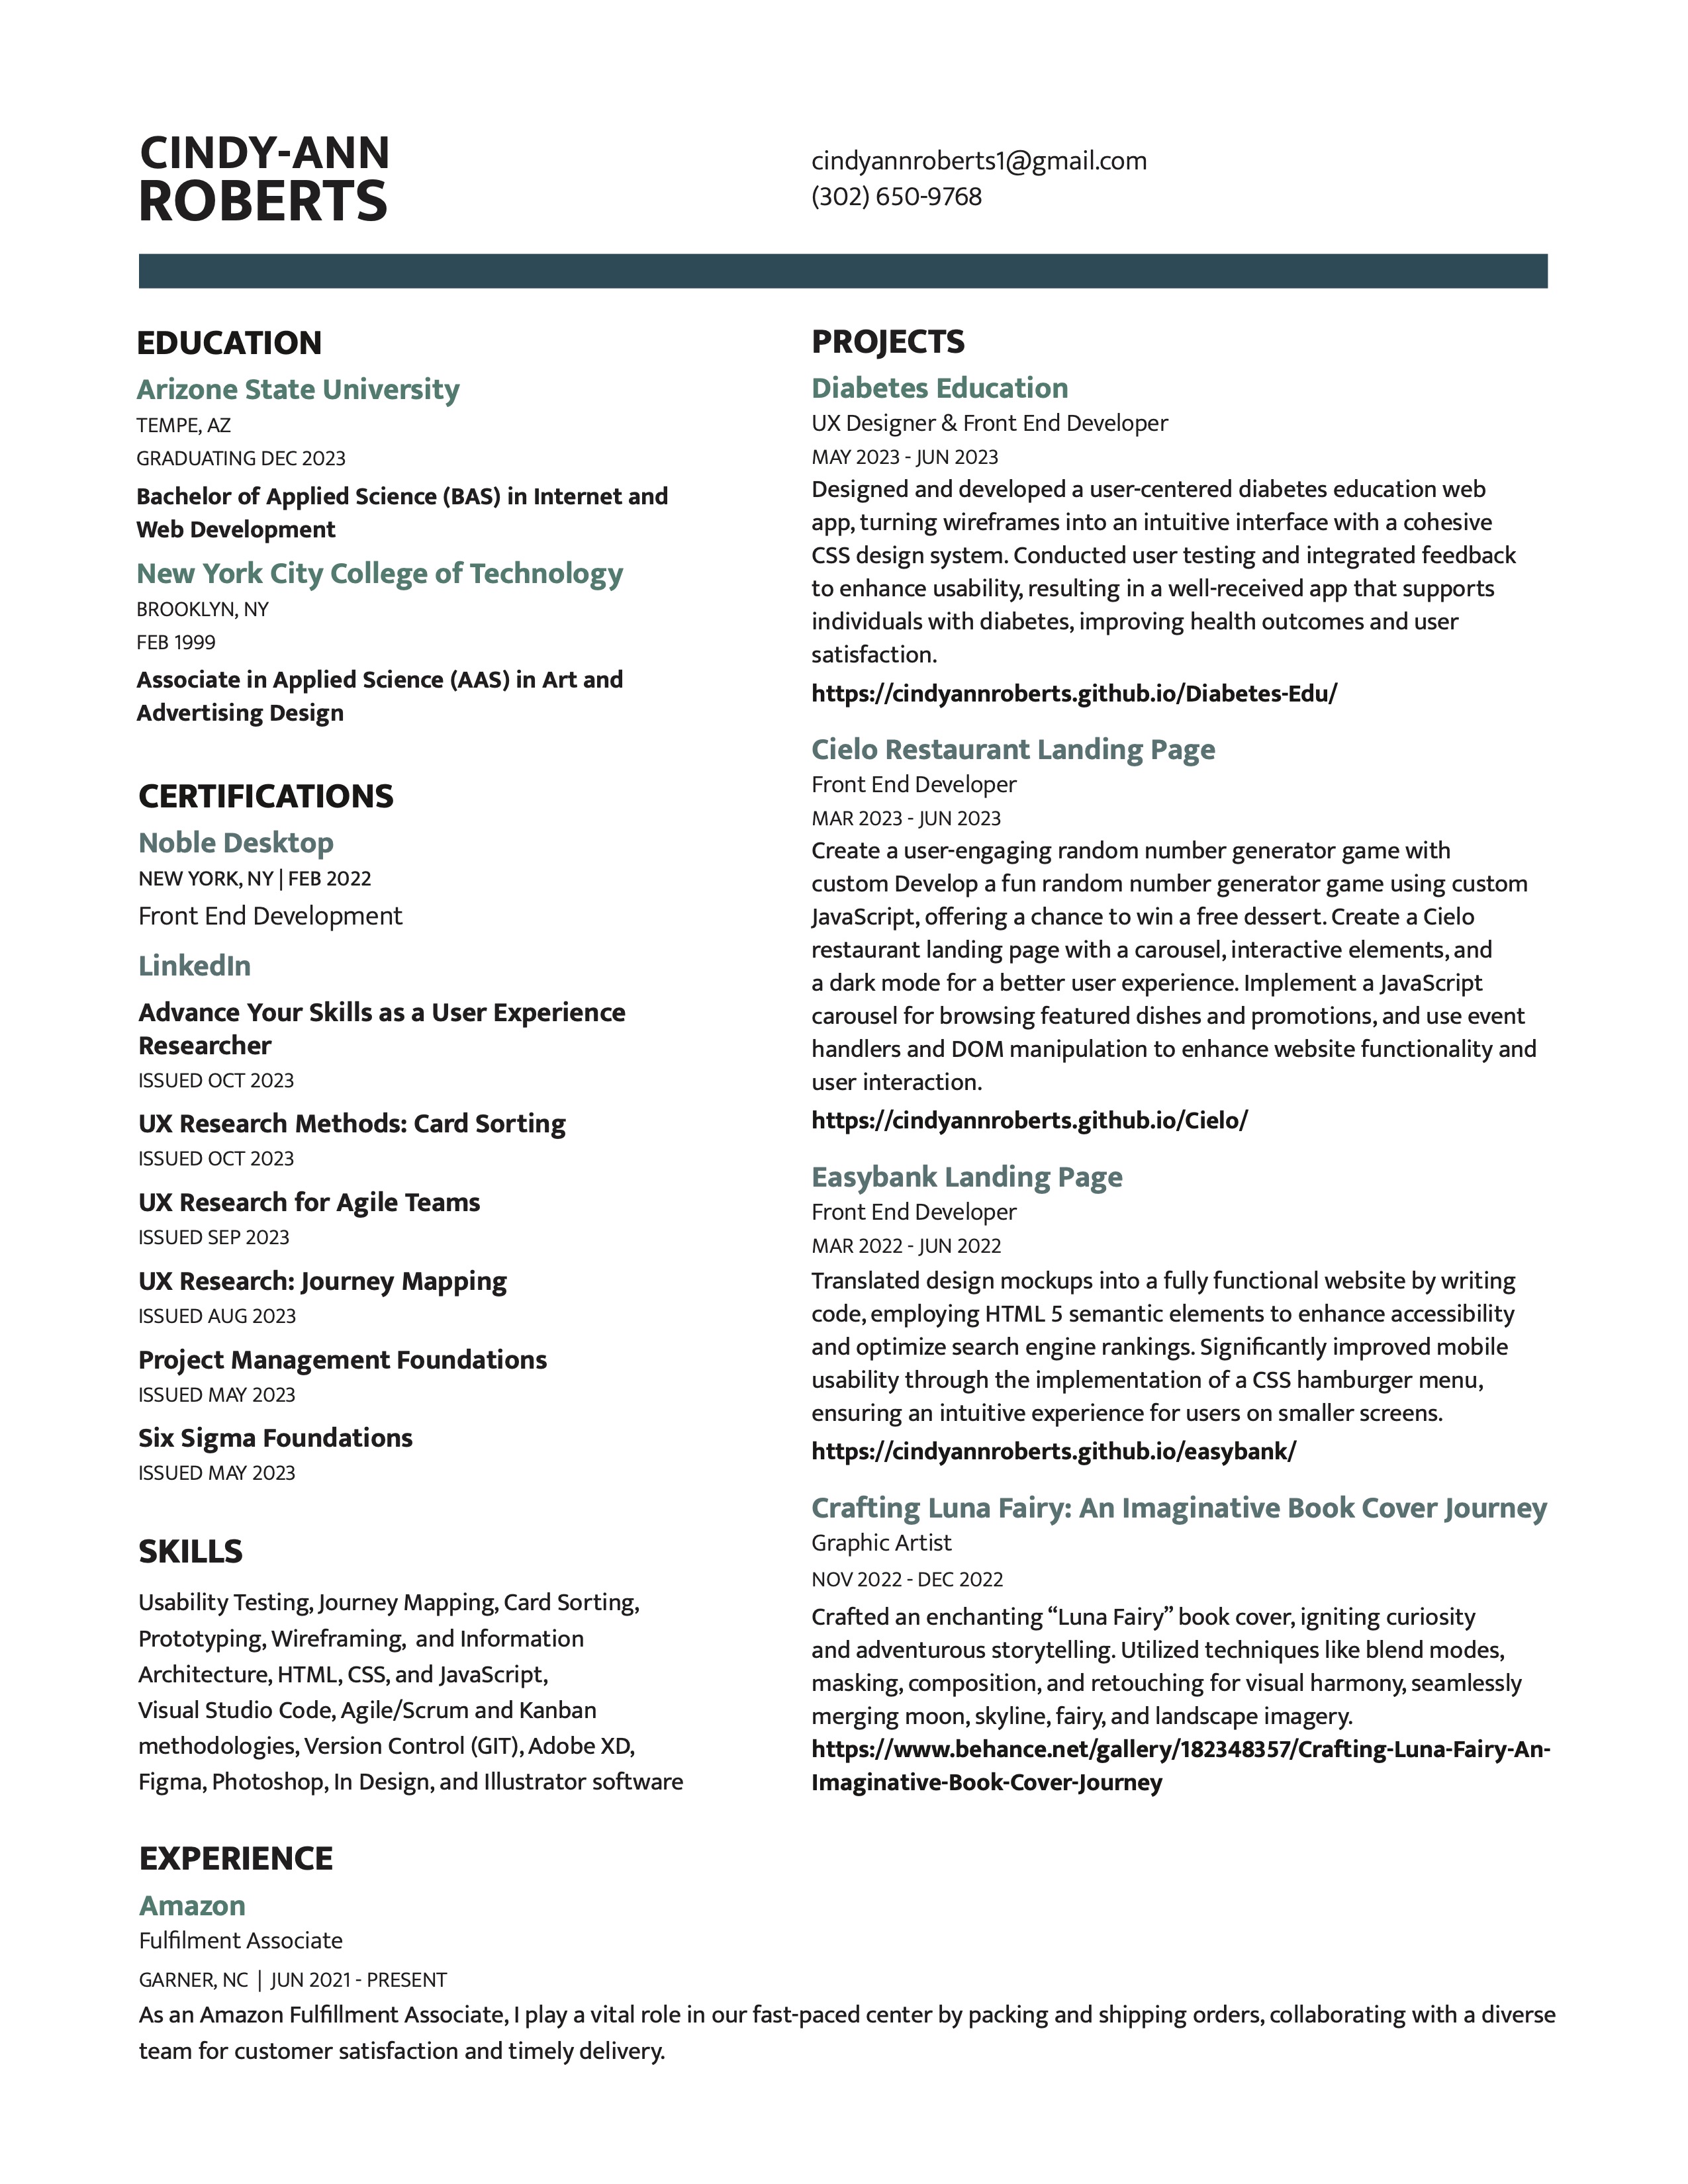 CINDY-ANN
ROBERTS
cindyannroberts1@gmail.com
(302) 650-9768
EDUCATION
Arizone State University
TEMPE, AZ
GRADUATING DEC 2023
Bachelor of Applied Science (BAS) in Internet and
Web Development
New York City College of Technology
BROOKLYN, NY
FEB 1999
Associate in Applied Science (AAS) in Art and
Advertising Design
CERTIFICATIONS
Noble Desktop
NEW YORK, NY | FEB 2022
Front End Development
LinkedIn
Advance Your Skills as a User Experience
Researcher
ISSUED OCT 2023
UX Research Methods: Card Sorting
ISSUED OCT 2023
UX Research for Agile Teams
ISSUED SEP 2023
UX Research: Journey Mapping
ISSUED AUG 2023
Project Management Foundations
ISSUED MAY 2023
Six Sigma Foundations
ISSUED MAY 2023
SKILLS
Usability Testing, Journey Mapping, Card Sorting,
Prototyping, Wireframing, and Information
Architecture, HTML, CSS, and JavaScript,
Visual Studio Code, Agile/Scrum and Kanban
methodologies, Version Control (GIT), Adobe XD,
Figma, Photoshop, In Design, and Illustrator software
PROJECTS
Diabetes Education
UX Designer & Front End Developer
MAY 2023 - JUN 2023
Designed and developed a user-centered diabetes education web
app, turning wireframes into an intuitive interface with a cohesive
CSS design system. Conducted user testing and integrated feedback
to enhance usability, resulting in a well-received app that supports
individuals with diabetes, improving health outcomes and user
satisfaction.
https://cindyannroberts.github.io/Diabetes-Edu/
Cielo Restaurant Landing Page
Front End Developer
MAR 2023 - JUN 2023
Create a user-engaging random number generator game with
custom Develop a fun random number generator game using custom
JavaScript, offering a chance to win a free dessert. Create a Cielo
restaurant landing page with a carousel, interactive elements, and
a dark mode for a better user experience. Implement a JavaScript
carousel for browsing featured dishes and promotions, and use event
handlers and DOM manipulation to enhance website functionality and
user interaction.
https://cindyannroberts.github.io/Cielo/
Easybank Landing Page
Front End Developer
MAR 2022 - JUN 2022
Translated design mockups into a fully functional website by writing
code, employing HTML 5 semantic elements to enhance accessibility
and optimize search engine rankings. Significantly improved mobile
usability through the implementation of a CSS hamburger menu,
ensuring an intuitive experience for users on smaller screens.
https://cindyannroberts.github.io/easybank/
Crafting Luna Fairy: An Imaginative Book Cover Journey
Graphic Artist
NOV 2022 - DEC 2022
Crafted an enchanting “Luna Fairy” book cover, igniting curiosity
and adventurous storytelling. Utilized techniques like blend modes,
masking, composition, and retouching for visual harmony, seamlessly
merging moon, skyline, fairy, and landscape imagery.
https://www.behance.net/gallery/182348357/Crafting-Luna-Fairy-An-
Imaginative-Book-Cover-Journey
EXPERIENCE
Amazon
Fulfilment Associate
GARNER, NC | JUN 2021 - PRESENT
As an Amazon Fulfillment Associate, I play a vital role in our fast-paced center by packing and shipping orders, collaborating with a diverse
team for customer satisfaction and timely delivery.